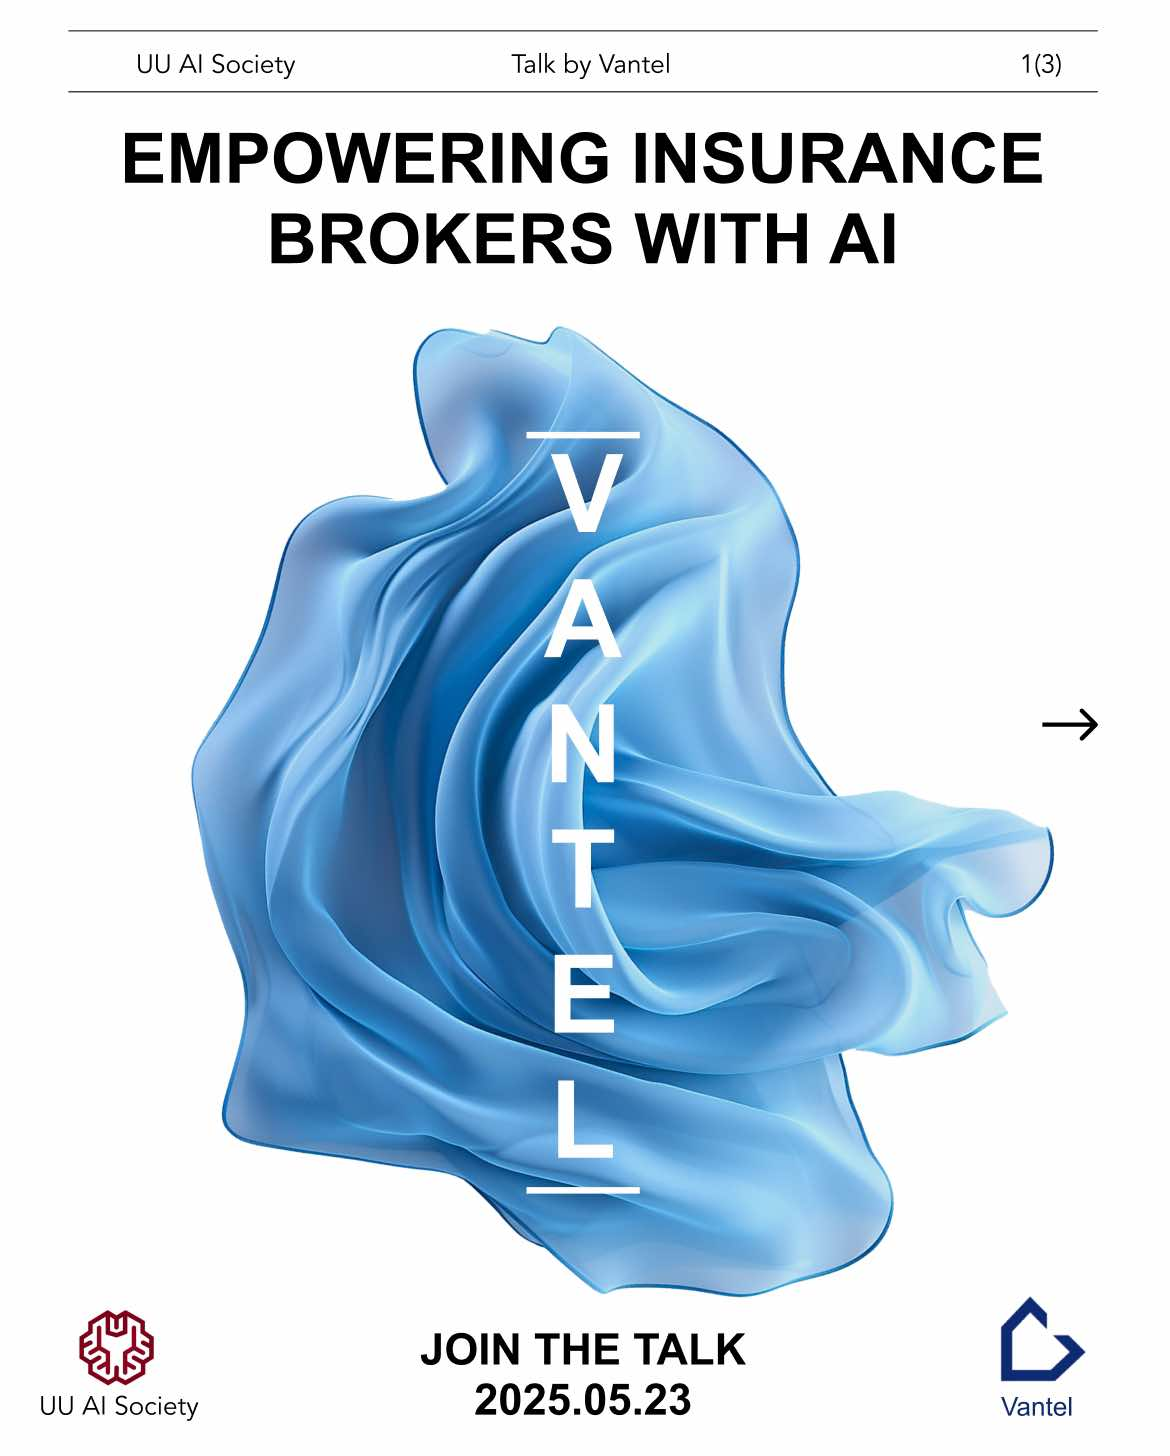 UU AI Society
Talk by Vantel
1(3)
EMPOWERING INSURANCE
BROKERS WITH AI
VANTEL
JOIN THE TALK
2025.05.23
UU AI Society
Vantel